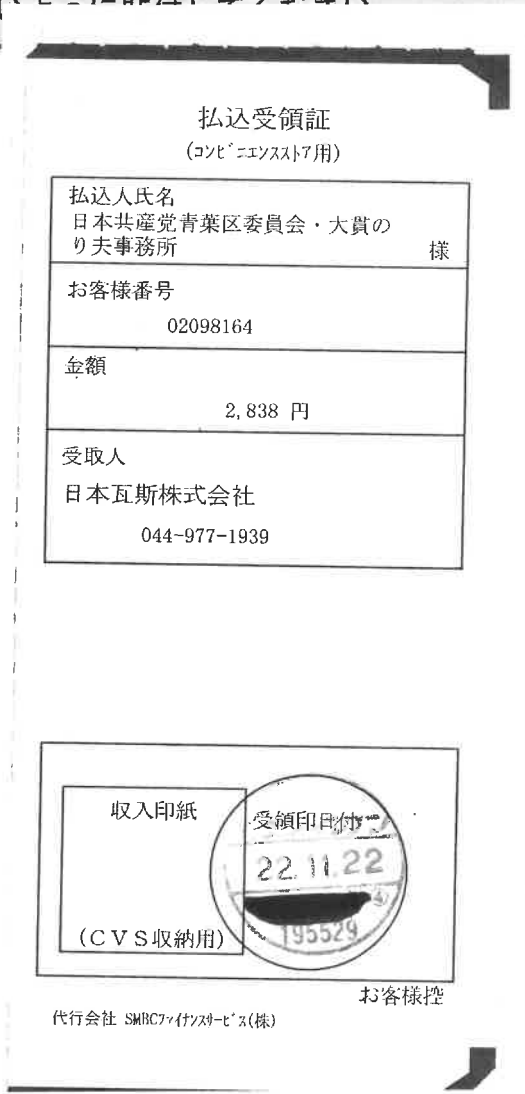 払込受領証
(コンビニエンスストア用)
払込人氏名
日本共産党青葉区委員会・大貫の
り夫事務所 様
お客様番号
02098164
金額
2,838 円
受取人
日本瓦斯株式会社
044-977-1939
収入印紙
(CVS収納用)
受領印日付
22.11.22
195529
お客様控
代行会社 SMBCファイナンスサービス(株)